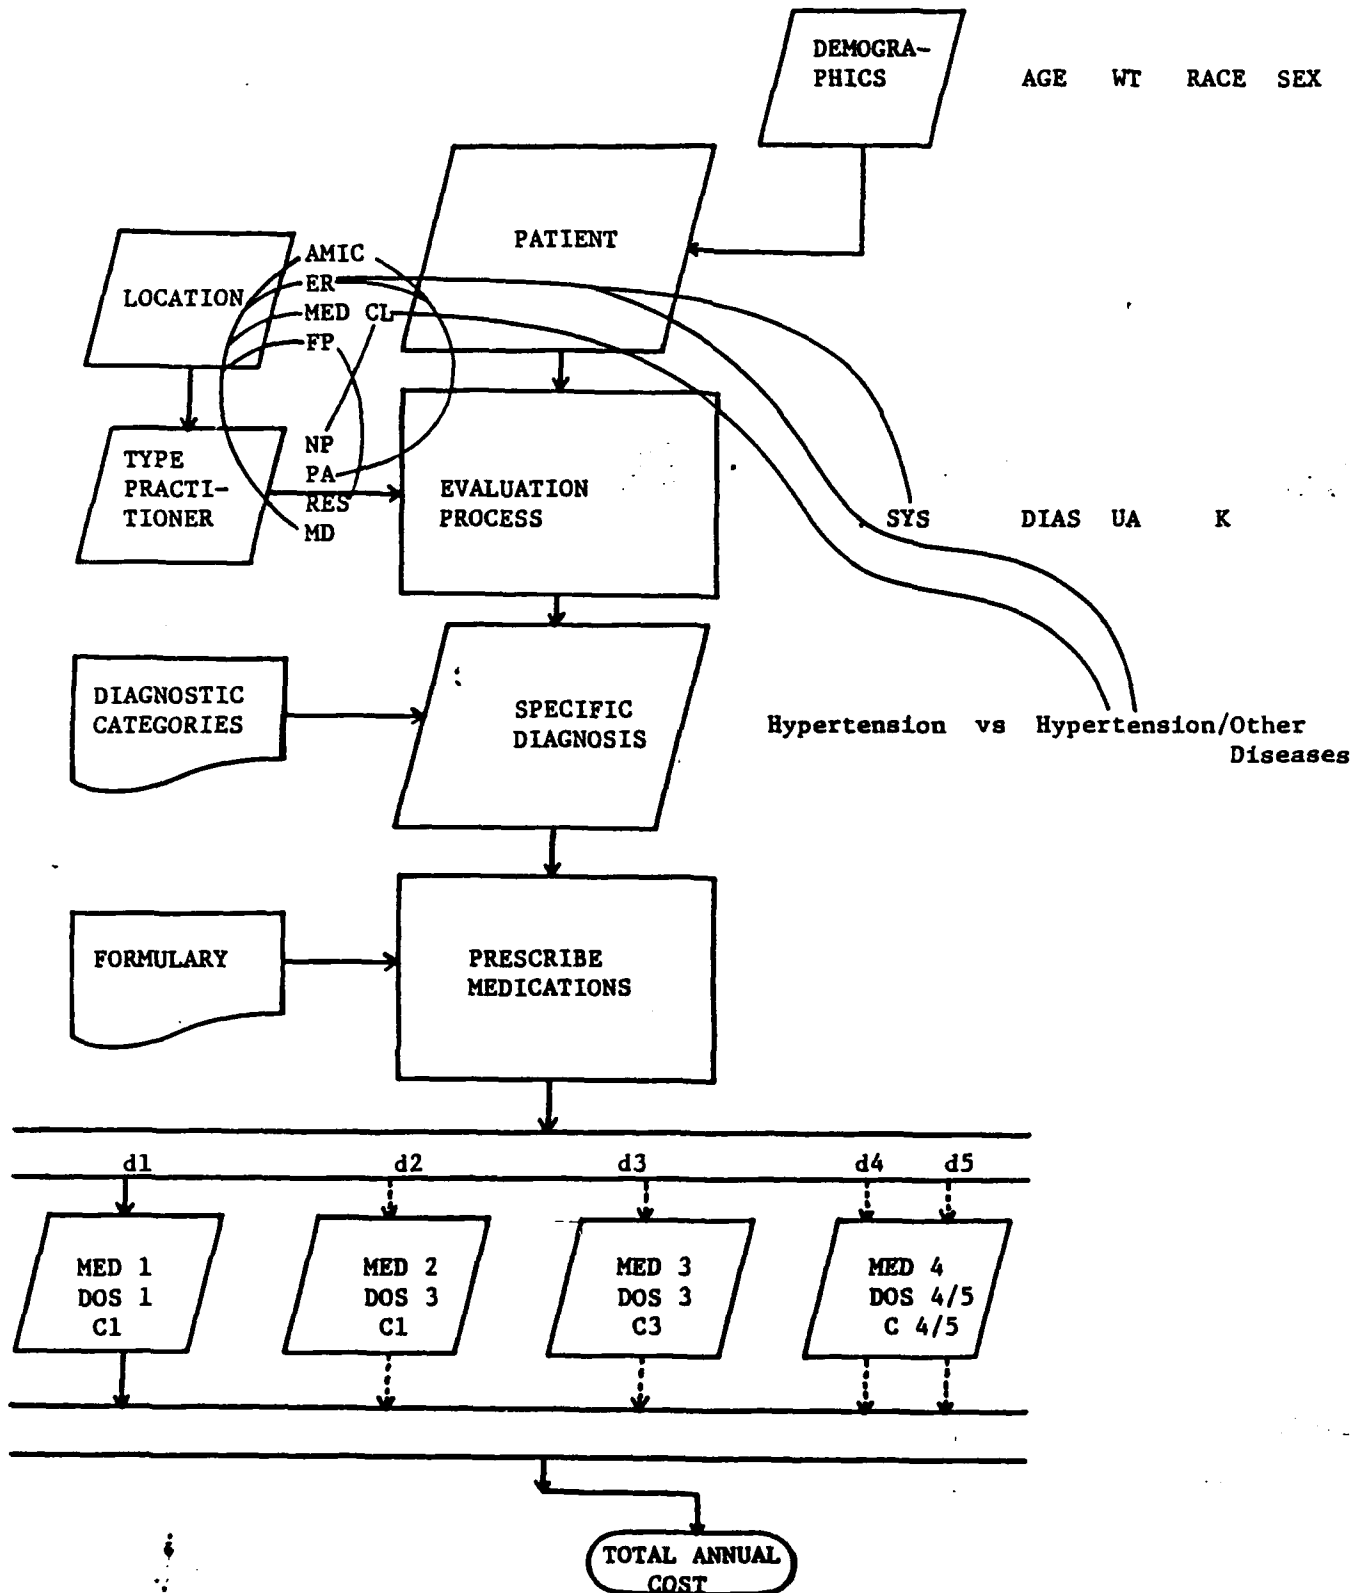 DEMOGRA-
PHICS
AGE WT RACE SEX
PATIENT
LOCATION
AMIC
ER
MED CL
FP
NP
PA
RES
MD
TYPE
PRACTI-
TIONER
EVALUATION
PROCESS
SYS DIAS UA K
DIAGNOSTIC
CATEGORIES
SPECIFIC
DIAGNOSIS
Hypertension vs Hypertension/Other
Diseases
FORMULARY
PRESCRIBE
MEDICATIONS
d1 d2 d3 d4 d5
MED 1
DOS 1
C1
MED 2
DOS 3
C1
MED 3
DOS 3
C3
MED 4
DOS 4/5
C 4/5
TOTAL ANNUAL
COST